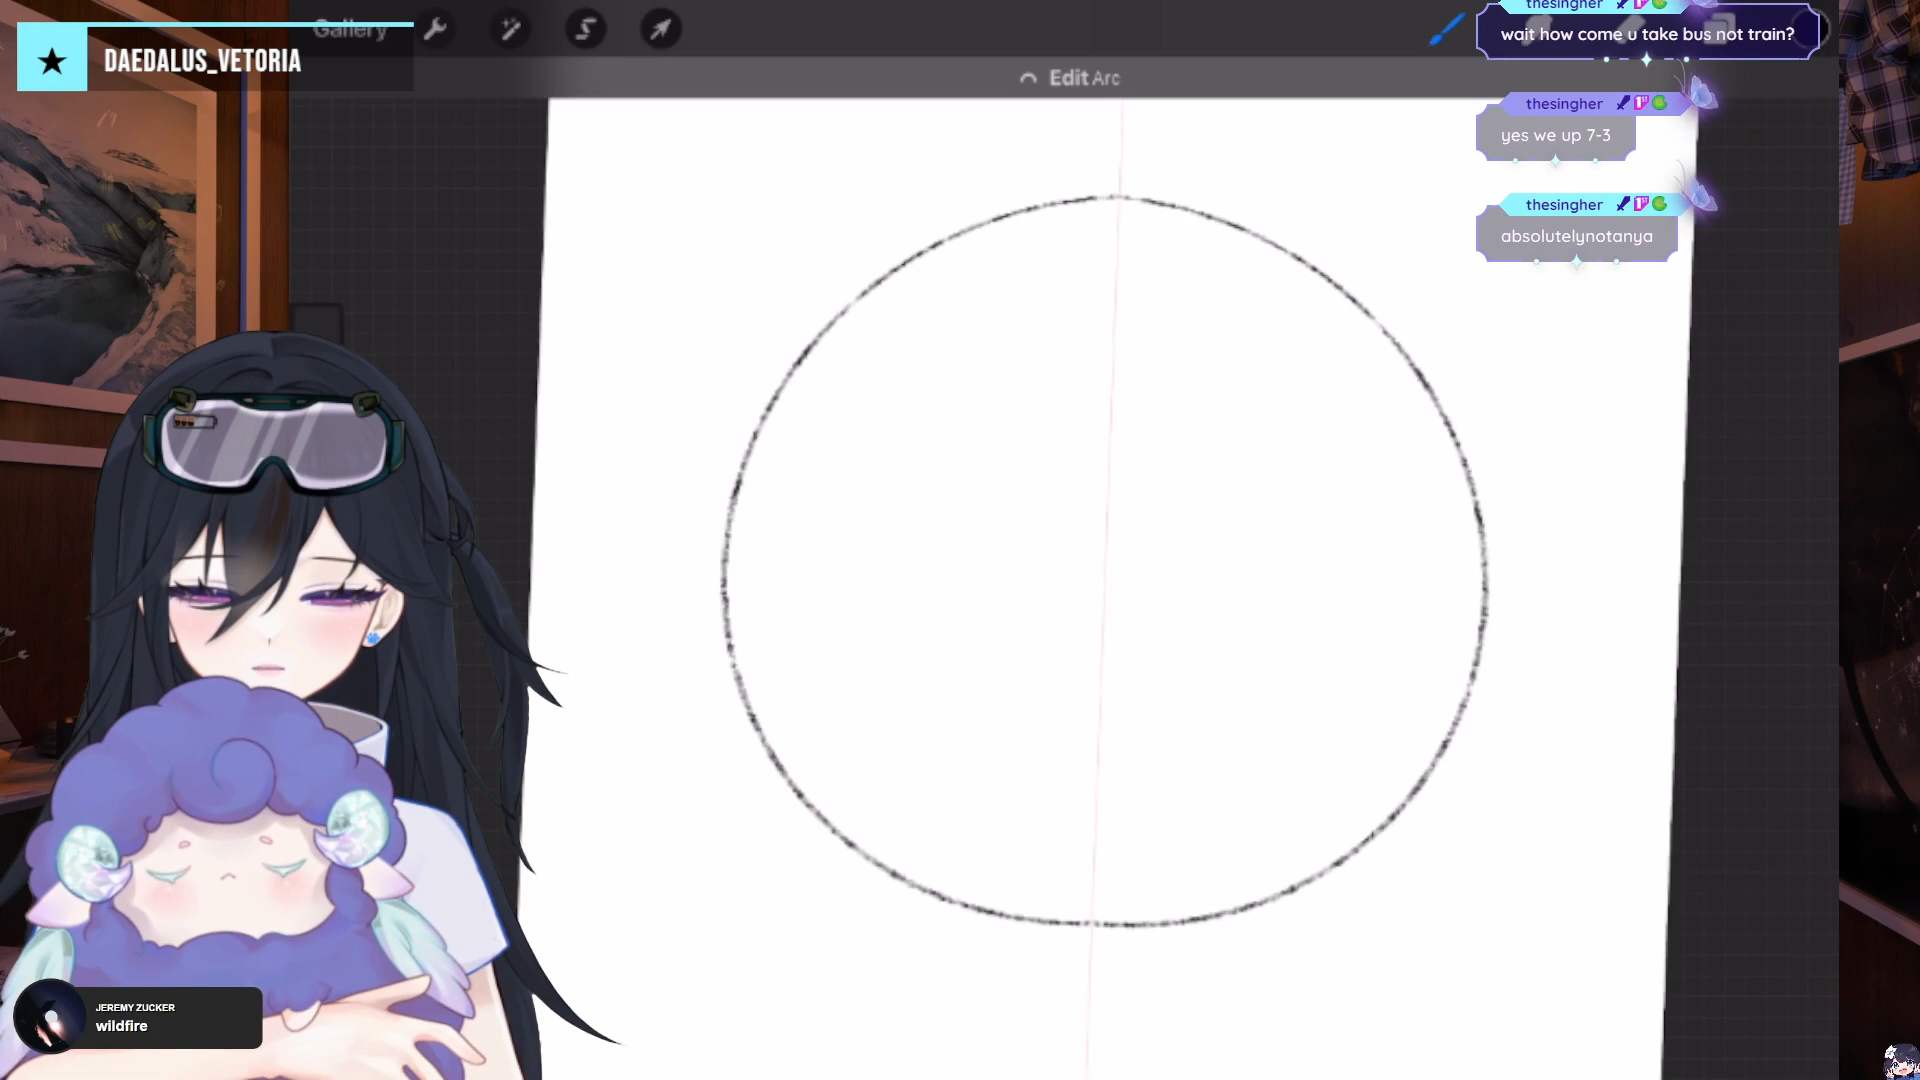 DAEDALUS_VETORIA
Gallery
Edit Arc
thesingher
wait how come u take bus not train?
thesingher
yes we up 7-3
thesingher
absolutelynotanya
JEREMY ZUCKER
wildfire